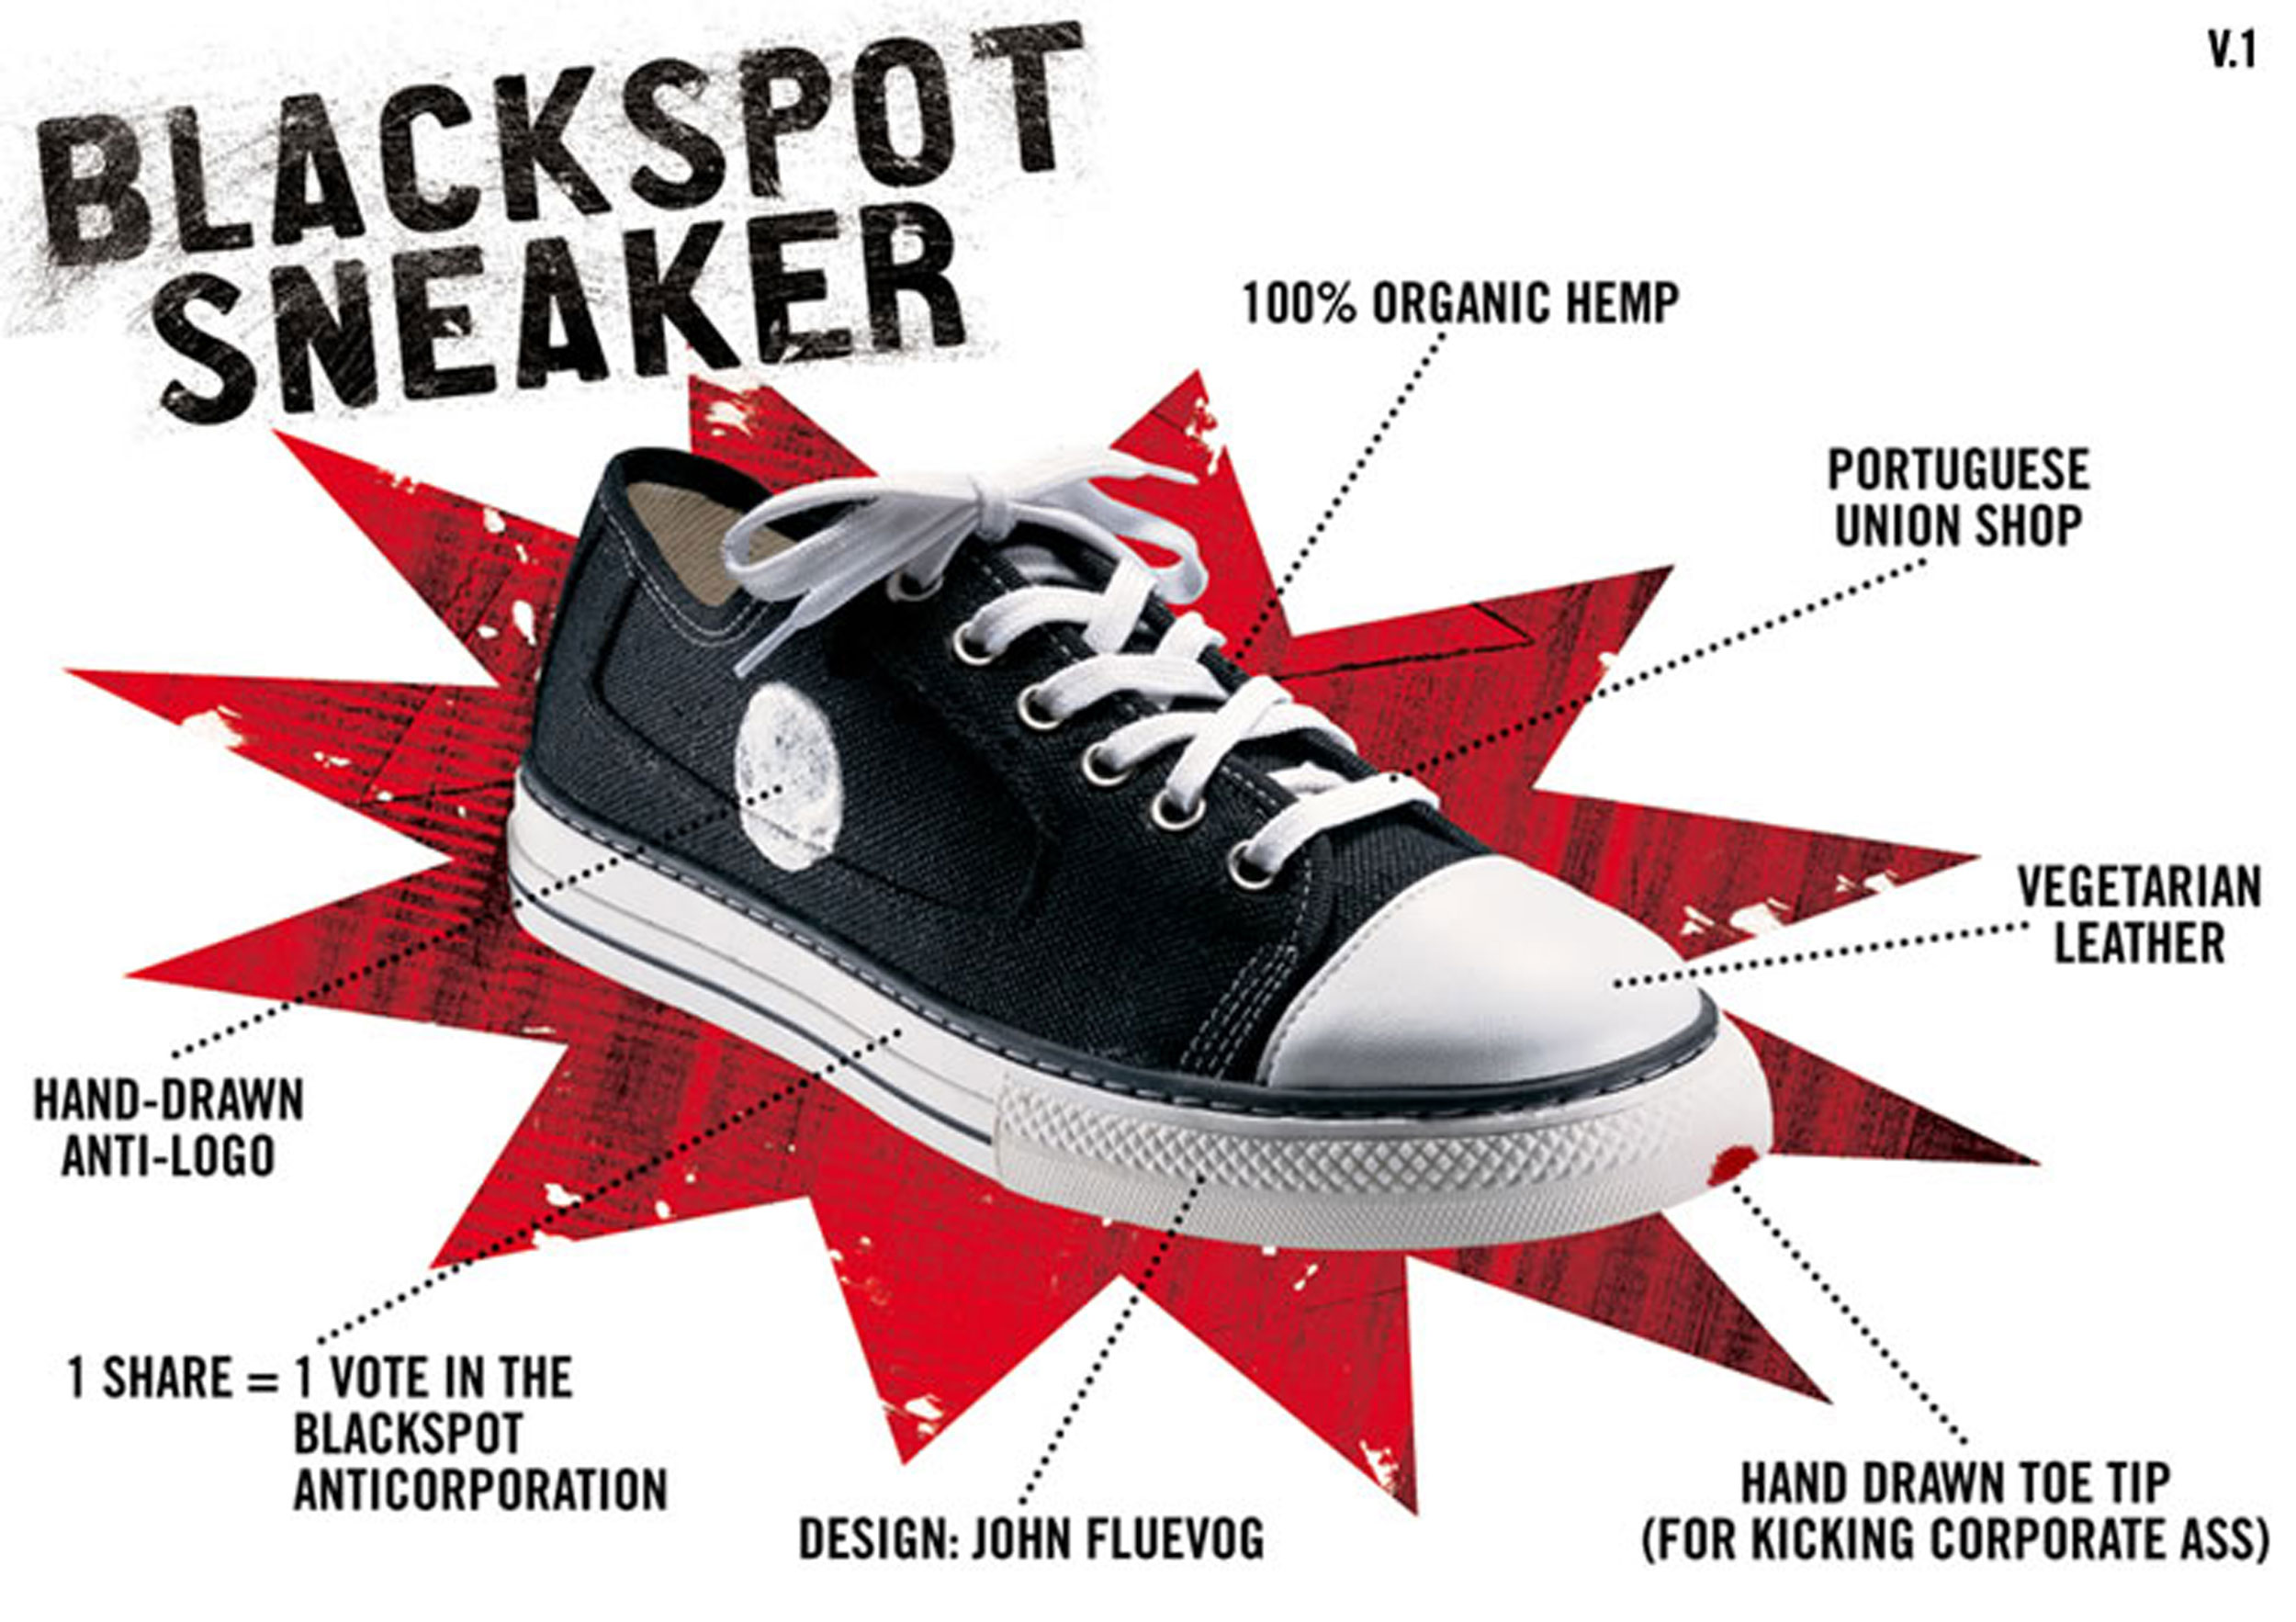 V.1
BLACKSPOT
SNEAKER
100% ORGANIC HEMP
PORTUGUESE
UNION SHOP
VEGETARIAN
LEATHER
HAND-DRAWN
ANTI-LOGO
1 SHARE = 1 VOTE IN THE
BLACKSPOT
ANTICORPORATION
DESIGN: JOHN FLUEVOG
HAND DRAWN TOE TIP
(FOR KICKING CORPORATE ASS)